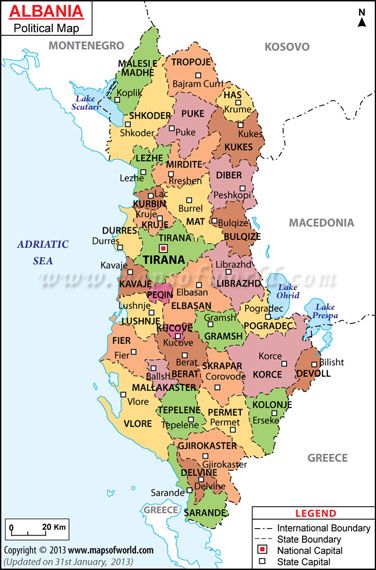 ALBANIA
Political Map
N
MONTENEGRO
KOSOVO
MALESI E
MADHE
TROPOJE
Bajram Curri
Koplik
HAS
Krume
Lake
Scutari
SHKODER
Shkoder
PUKE
Puke
Kukes
KUKES
LEZHE
Lezhe
MIRDITE
Rreshen
DIBER
Peshkopi
Lac
KURBIN
Burrel
MAT
Kruje
KRUJE
Bulqize
BULQIZE
MACEDONIA
DURRES
Durres
TIRANA
TIRANA
ADRIATIC
SEA
Kavaje
KAVAJE
Librazhd
LIBRAZHD
www.mapsofworld.com
PEQIN
Elbasan
ELBASAN
Lake
Ohrid
Lake
Prespa
Lushnje
LUSHNJE
Pogradec
POGRADEC
KUCOVE
Kucove
Gramsh
GRAMSH
FIER
Fier
Berat
BERAT
SKRAPAR
Corovode
Korce
KORCE
Bilisht
DEVOLL
Ballsh
MALLAKASTER
Vlore
VLORE
TEPELENE
Tepelene
PERMET
Permet
KOLONJE
Erseke
GJIROKASTER
Gjirokaster
GREECE
DELVINE
Delvine
Sarande
SARANDE
GREECE
0
20 Km
LEGEND
International Boundary
State Boundary
National Capital
State Capital
Copyright © 2013 www.mapsofworld.com
(Updated on 31st January, 2013)